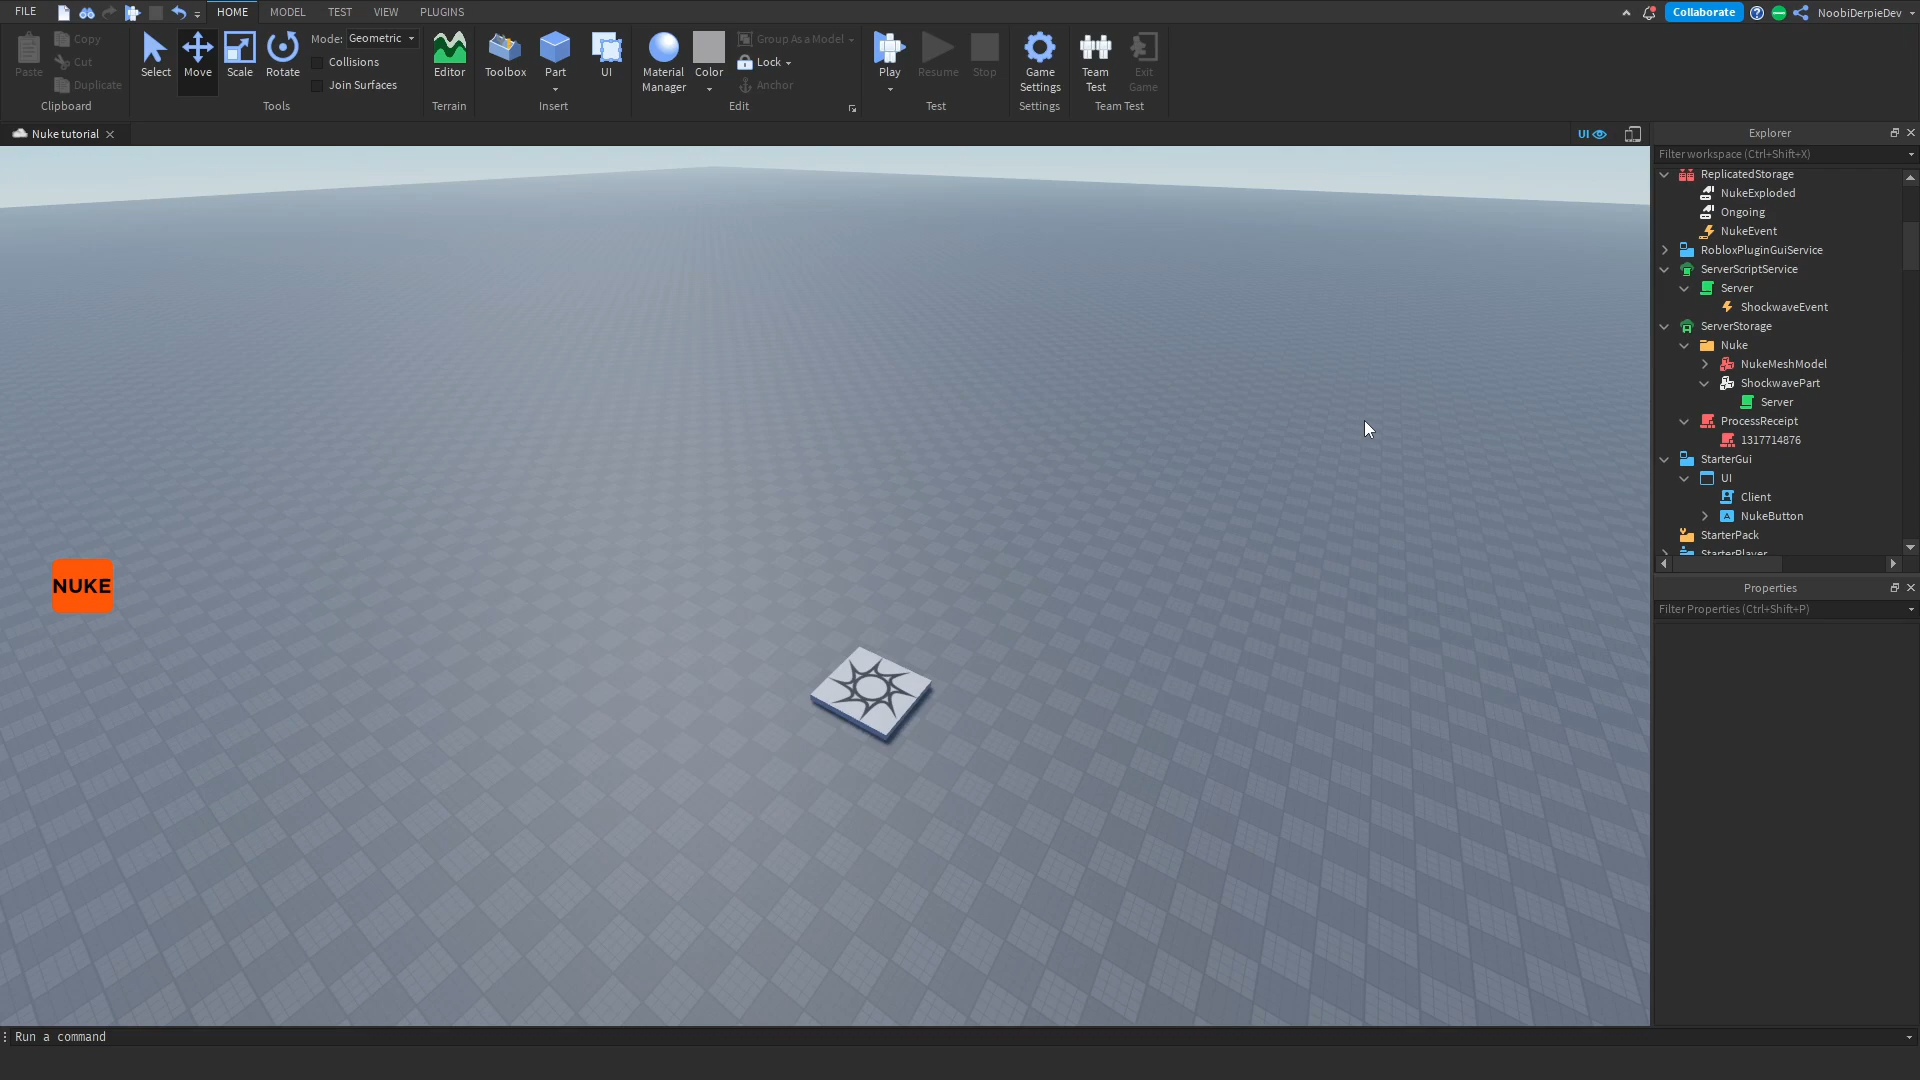 FILE
HOME
MODEL
TEST
VIEW
PLUGINS
Collaborate
NoobiDerpieDev
Paste
Copy
Cut
Duplicate
Clipboard
Select
Move
Scale
Rotate
Mode: Geometric
Collisions
Join Surfaces
Tools
Editor
Terrain
Toolbox
Part
UI
Insert
Material Manager
Color
Group As a Model
Lock
Anchor
Edit
Play
Resume
Stop
Test
Game Settings
Settings
Team Test
Exit Game
Team Test
Nuke tutorial
UI
Explorer
Filter workspace (Ctrl+Shift+X)
ReplicatedStorage
NukeExploded
Ongoing
NukeEvent
RobloxPluginGuiService
ServerScriptService
Server
ShockwaveEvent
ServerStorage
Nuke
NukeMeshModel
ShockwavePart
Server
ProcessReceipt
1317714876
StarterGui
UI
Client
NukeButton
StarterPack
StarterPlayer
Properties
Filter Properties (Ctrl+Shift+P)
NUKE
Run a command